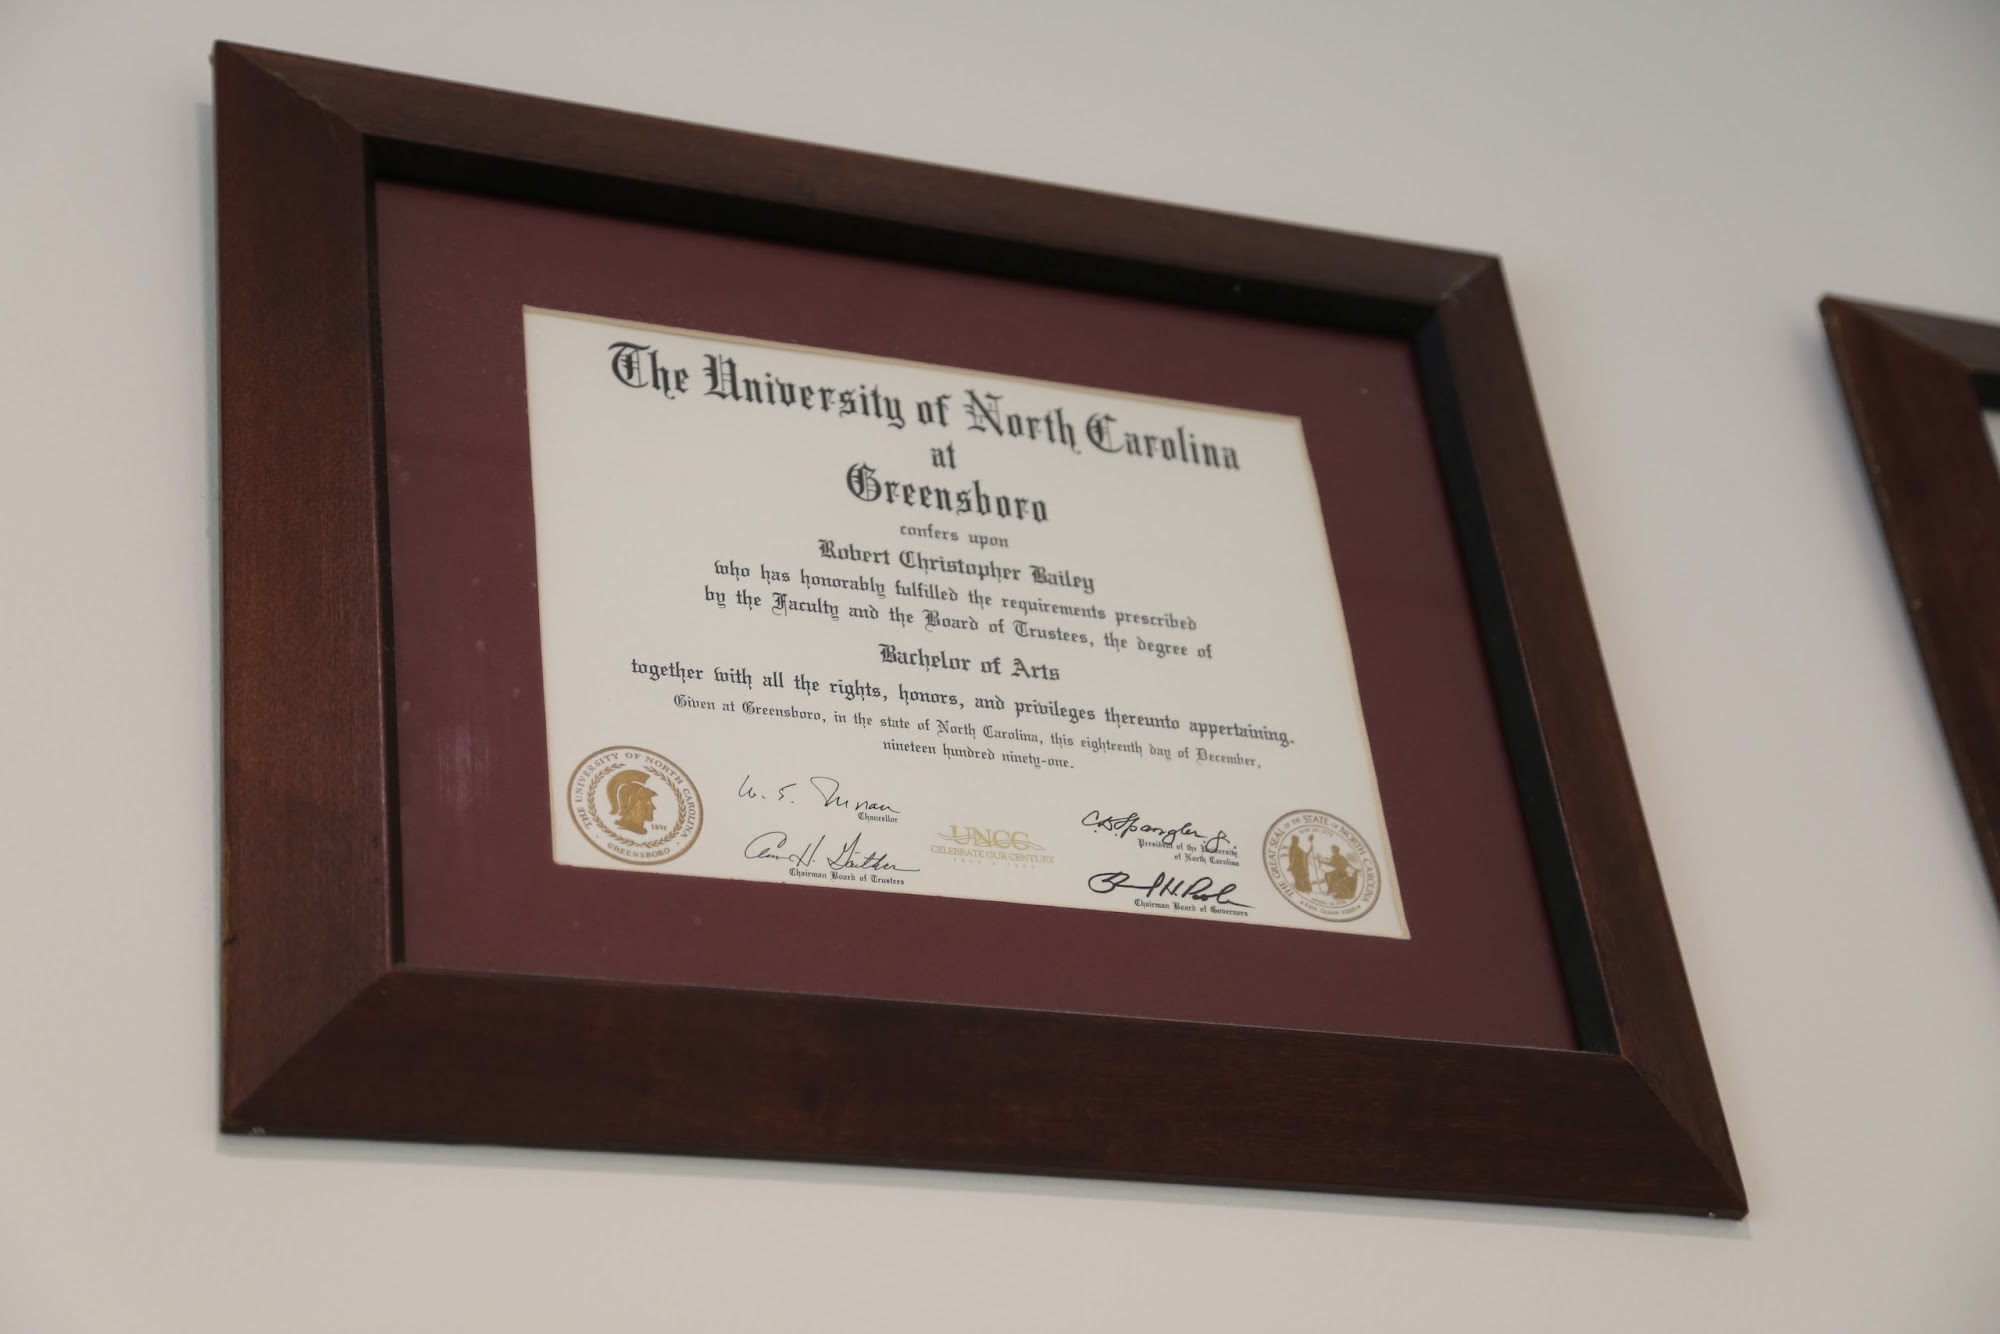 The University of North Carolina
at
Greensboro
confers upon
Robert Christopher Bailey
who has honorably fulfilled the requirements prescribed
by the Faculty and the Board of Trustees, the degree of
Bachelor of Arts
together with all the rights, honors, and privileges thereunto appertaining.
Given at Greensboro, in the state of North Carolina, this eighteenth day of December,
nineteen hundred ninety-one.
THE UNIVERSITY OF NORTH CAROLINA
1891
GREENSBORO
Chancellor
Chairman Board of Trustees
UNCG
CELEBRATE OUR CENTURY
C.D. Spangler, Jr.
President of the University
of North Carolina
Chairman Board of Governors
THE GREAT SEAL OF THE STATE OF NORTH CAROLINA